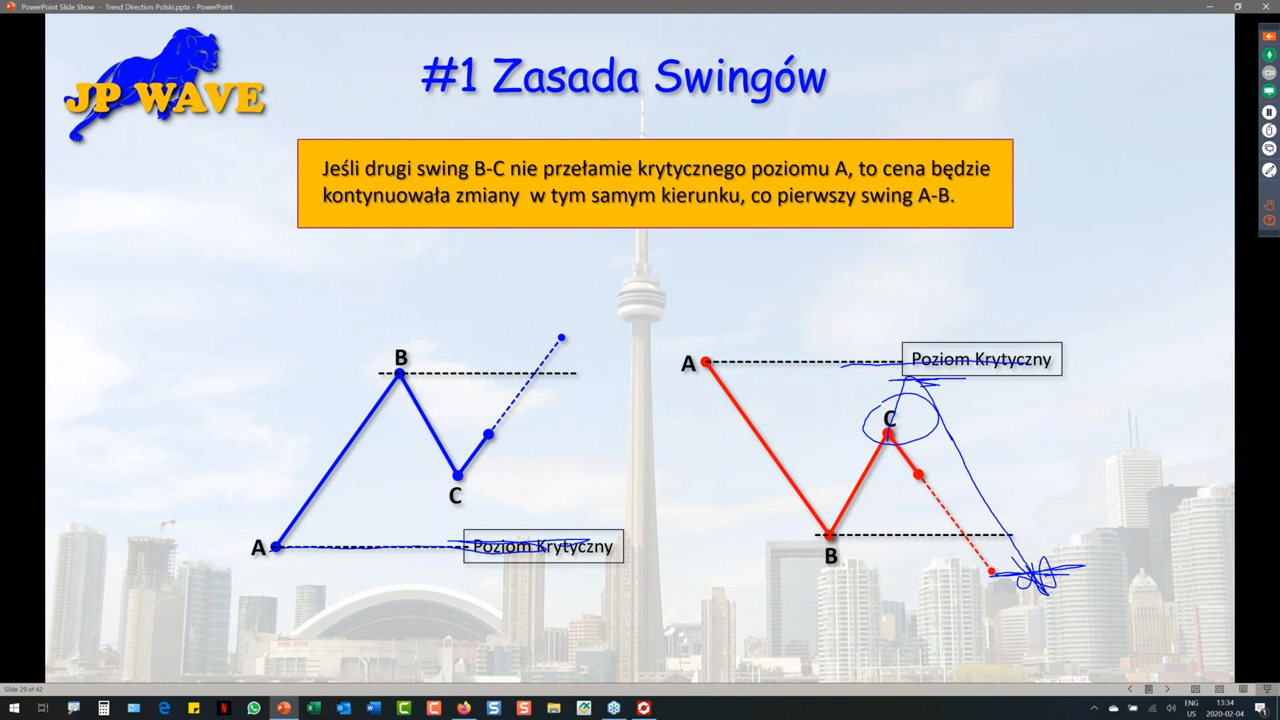 PowerPoint Slide Show - Trend Direction Polski.pptx - PowerPoint
JP WAVE
#1 Zasada Swingów
Jeśli drugi swing B-C nie przełamie krytycznego poziomu A, to cena będzie
kontynuowała zmiany w tym samym kierunku, co pierwszy swing A-B.
B
C
A
Poziom Krytyczny
A
Poziom Krytyczny
C
B
Slide 29 of 42
ENG
US
13:34
2020-02-04